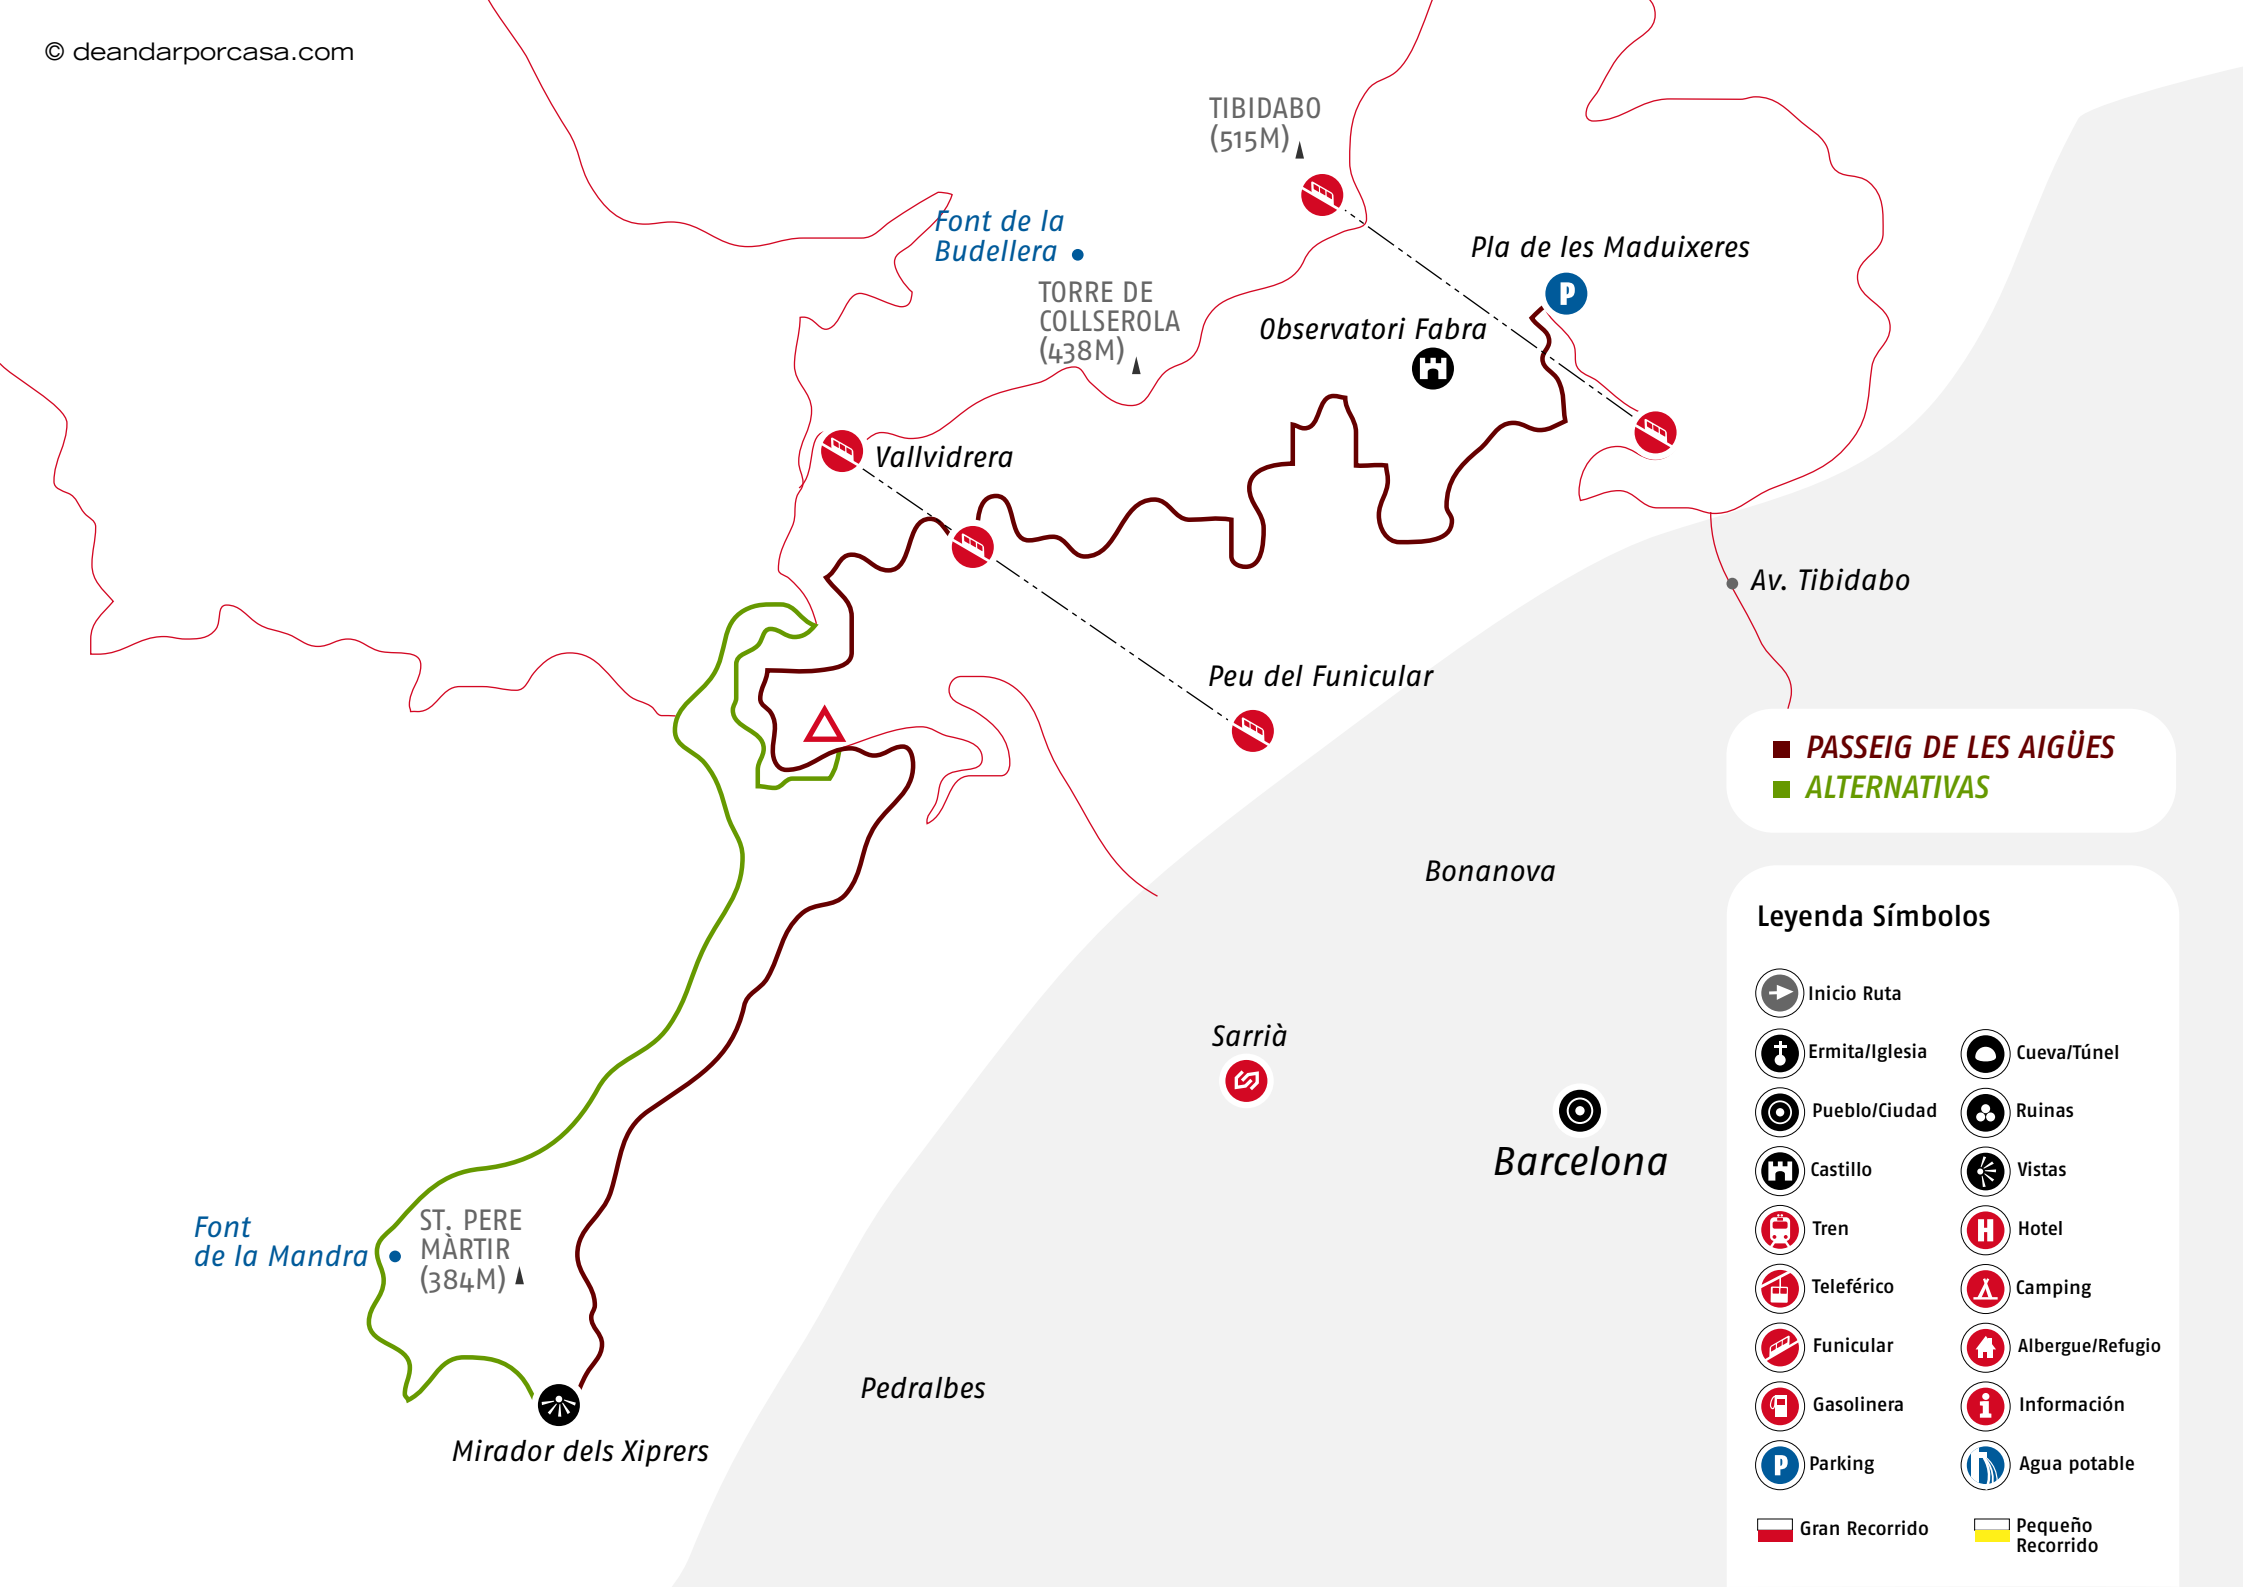 © deandarporcasa.com
TIBIDABO
(515M)
Font de la
Budellera
Pla de les Maduixeres
TORRE DE
COLLSEROLA
(438M)
Observatori Fabra
P
Vallvidrera
Av. Tibidabo
Peu del Funicular
PASSEIG DE LES AIGÜES
ALTERNATIVAS
Bonanova
Sarrià
Barcelona
Font
de la Mandra
ST. PERE
MÀRTIR
(384M)
Pedralbes
Mirador dels Xiprers
Leyenda Símbolos
Inicio Ruta
Ermita/Iglesia
Cueva/Túnel
Pueblo/Ciudad
Ruinas
Castillo
Vistas
Tren
H
Hotel
Teleférico
Camping
Funicular
Albergue/Refugio
Gasolinera
i
Información
P
Parking
Agua potable
Gran Recorrido
Pequeño
Recorrido